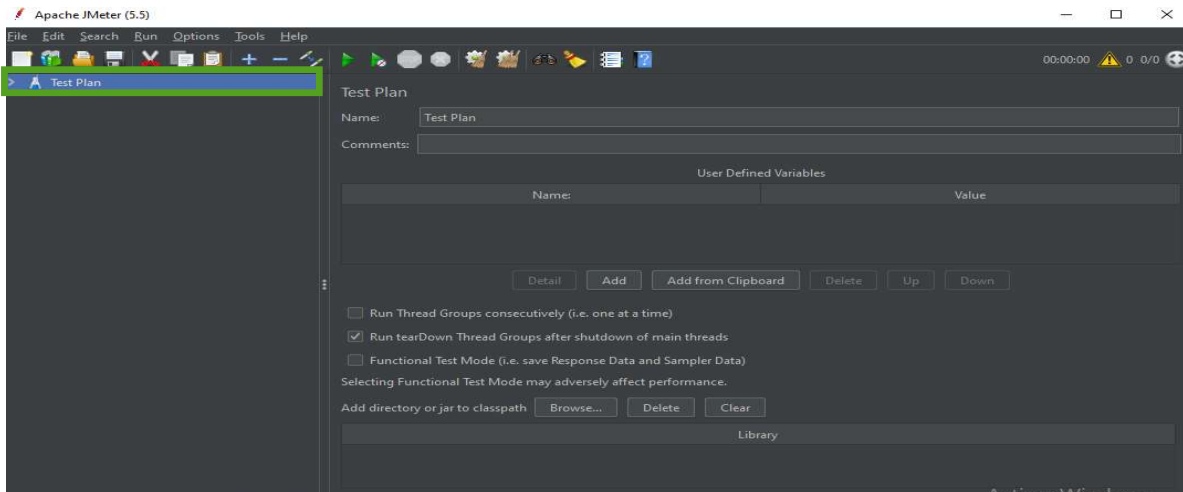 Apache JMeter (5.5)
File Edit Search Run Options Tools Help
00:00:00 0 0/0
Test Plan
Test Plan
Name: Test Plan
Comments:
User Defined Variables
Name: Value
Detail Add Add from Clipboard Delete Up Down
Run Thread Groups consecutively (i.e. one at a time)
Run tearDown Thread Groups after shutdown of main threads
Functional Test Mode (i.e. save Response Data and Sampler Data)
Selecting Functional Test Mode may adversely affect performance.
Add directory or jar to classpath Browse... Delete Clear
Library